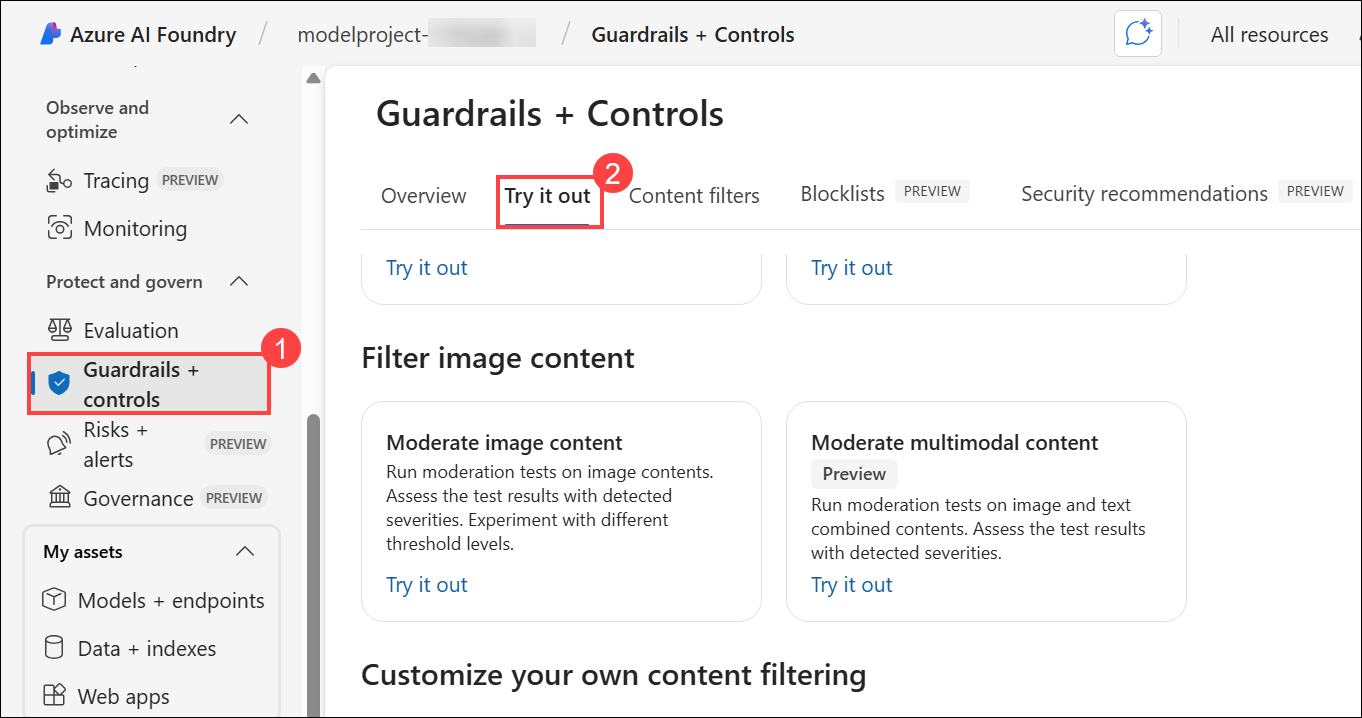 Azure AI Foundry / modelproject- / Guardrails + Controls
All resources
Observe and
optimize
Tracing PREVIEW
Monitoring
Protect and govern
Evaluation
1
Guardrails +
controls
Risks +
alerts
PREVIEW
Governance PREVIEW
My assets
Models + endpoints
Data + indexes
Web apps
Guardrails + Controls
2
Overview Try it out Content filters Blocklists PREVIEW Security recommendations PREVIEW
Try it out
Try it out
Filter image content
Moderate image content
Run moderation tests on image contents.
Assess the test results with detected
severities. Experiment with different
threshold levels.
Try it out
Moderate multimodal content
Preview
Run moderation tests on image and text
combined contents. Assess the test results
with detected severities.
Try it out
Customize your own content filtering